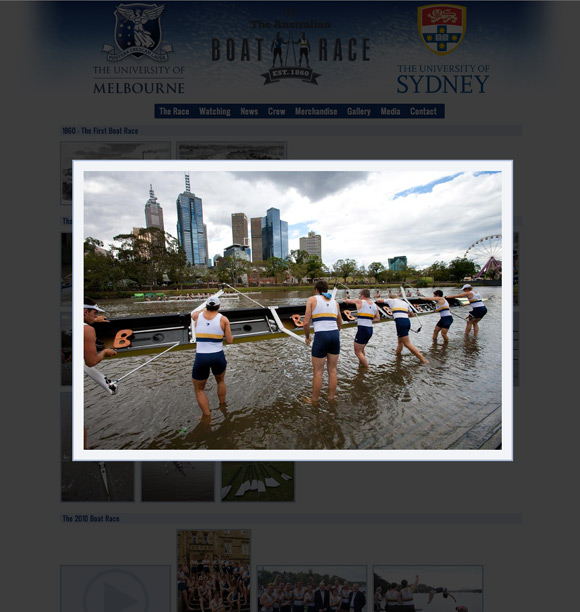 The Australian
BOAT RACE
EST. 1860
THE UNIVERSITY OF
MELBOURNE
THE UNIVERSITY OF
SYDNEY
The Race Watching News Crew Merchandise Gallery Media Contact
1860 - The First Boat Race
The
B
B
The 2010 Boat Race